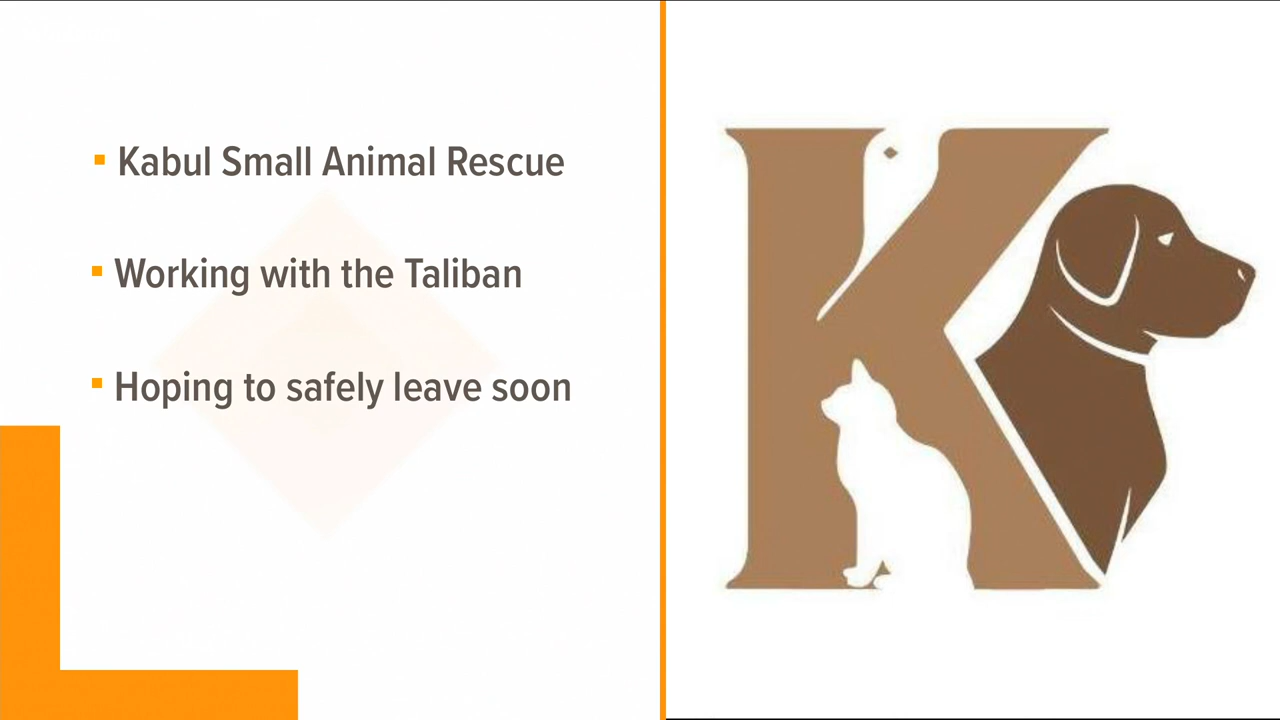 Kabul Small Animal Rescue
Working with the Taliban
Hoping to safely leave soon
K